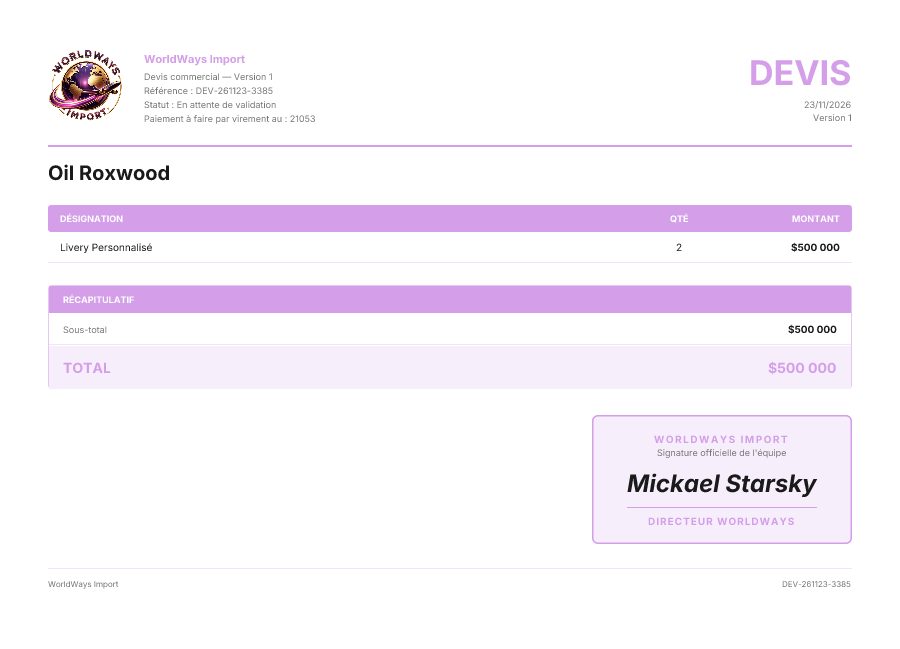 WORLDWAYS
IMPORT
WorldWays Import
Devis commercial — Version 1
Référence : DEV-261123-3385
Statut : En attente de validation
Paiement à faire par virement au : 21053
DEVIS
23/11/2026
Version 1
Oil Roxwood
DÉSIGNATION QTÉ MONTANT
Livery Personnalisé 2 $500 000
RÉCAPITULATIF
Sous-total $500 000
TOTAL $500 000
WORLDWAYS IMPORT
Signature officielle de l'équipe
Mickael Starsky
DIRECTEUR WORLDWAYS
WorldWays Import DEV-261123-3385